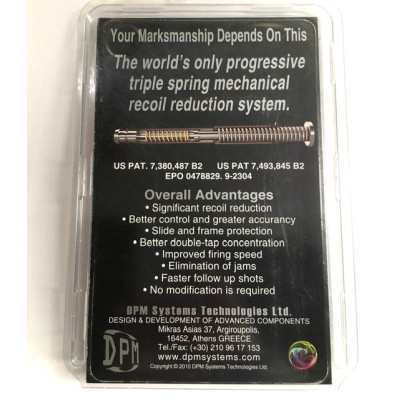 Your Marksmanship Depends On This
The world's only progressive
triple spring mechanical
recoil reduction system.
US PAT. 7,380,487 B2 US PAT 7,493,845 B2
EPO 0478829. 9-2304
Overall Advantages
• Significant recoil reduction
• Better control and greater accurancy
• Slide and frame protection
• Better double-tap concentration
• Improved firing speed
• Elimination of jams
• Faster follow up shots
• No modification is required
DPM Systems Technologies Ltd.
DESIGN & DEVELOPMENT OF ADVANCED COMPONENTS
Mikras Asias 37, Argiroupolis,
16452, Athens GREECE
Tel./Fax: (+30) 210 96 17 153
www.dpmsystems.com
Copyright © 2010 DPM Systems Technologies Ltd.
DPM